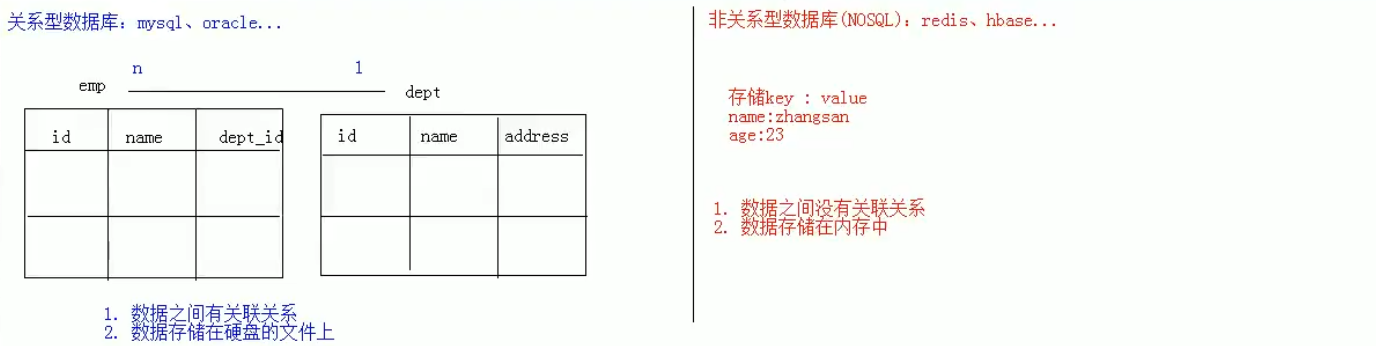 关系型数据库：mysql、oracle...
n 1
emp dept
id name dept_id
id name address
1. 数据之间有关联关系
2. 数据存储在硬盘的文件上
非关系型数据库(NOSQL)：redis、hbase...
存储key : value
name:zhangsan
age:23
1. 数据之间没有关联关系
2. 数据存储在内存中